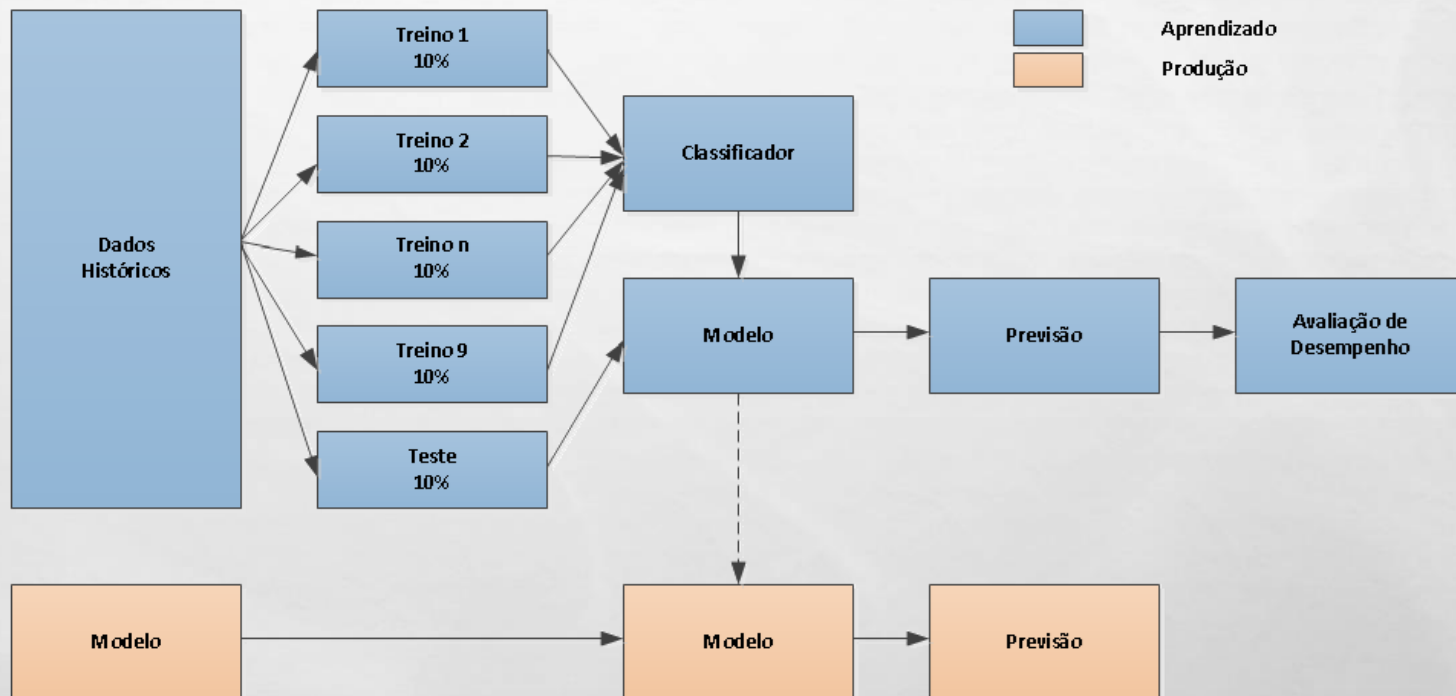 Dados
Históricos
Treino 1
10%
Treino 2
10%
Treino n
10%
Treino 9
10%
Teste
10%
Classificador
Modelo
Previsão
Avaliação de
Desempenho
Aprendizado
Produção
Modelo
Modelo
Previsão